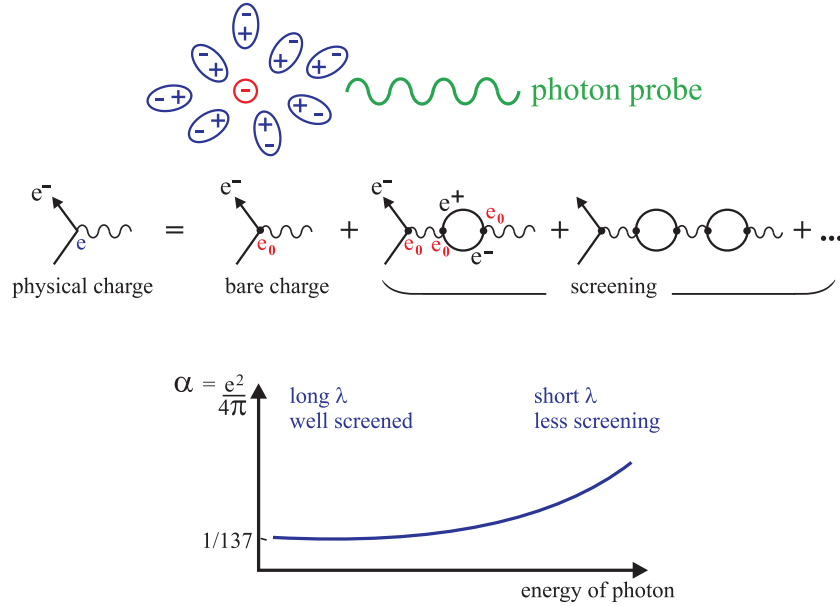 - + - + - + - + - + - + - + - + -
photon probe
e⁻ = e⁻ + e⁻ e⁺ e₀ + + ...
e e₀ e₀ e₀ e⁻
physical charge bare charge screening
α = e²/4π
long λ short λ
well screened less screening
1/137
energy of photon